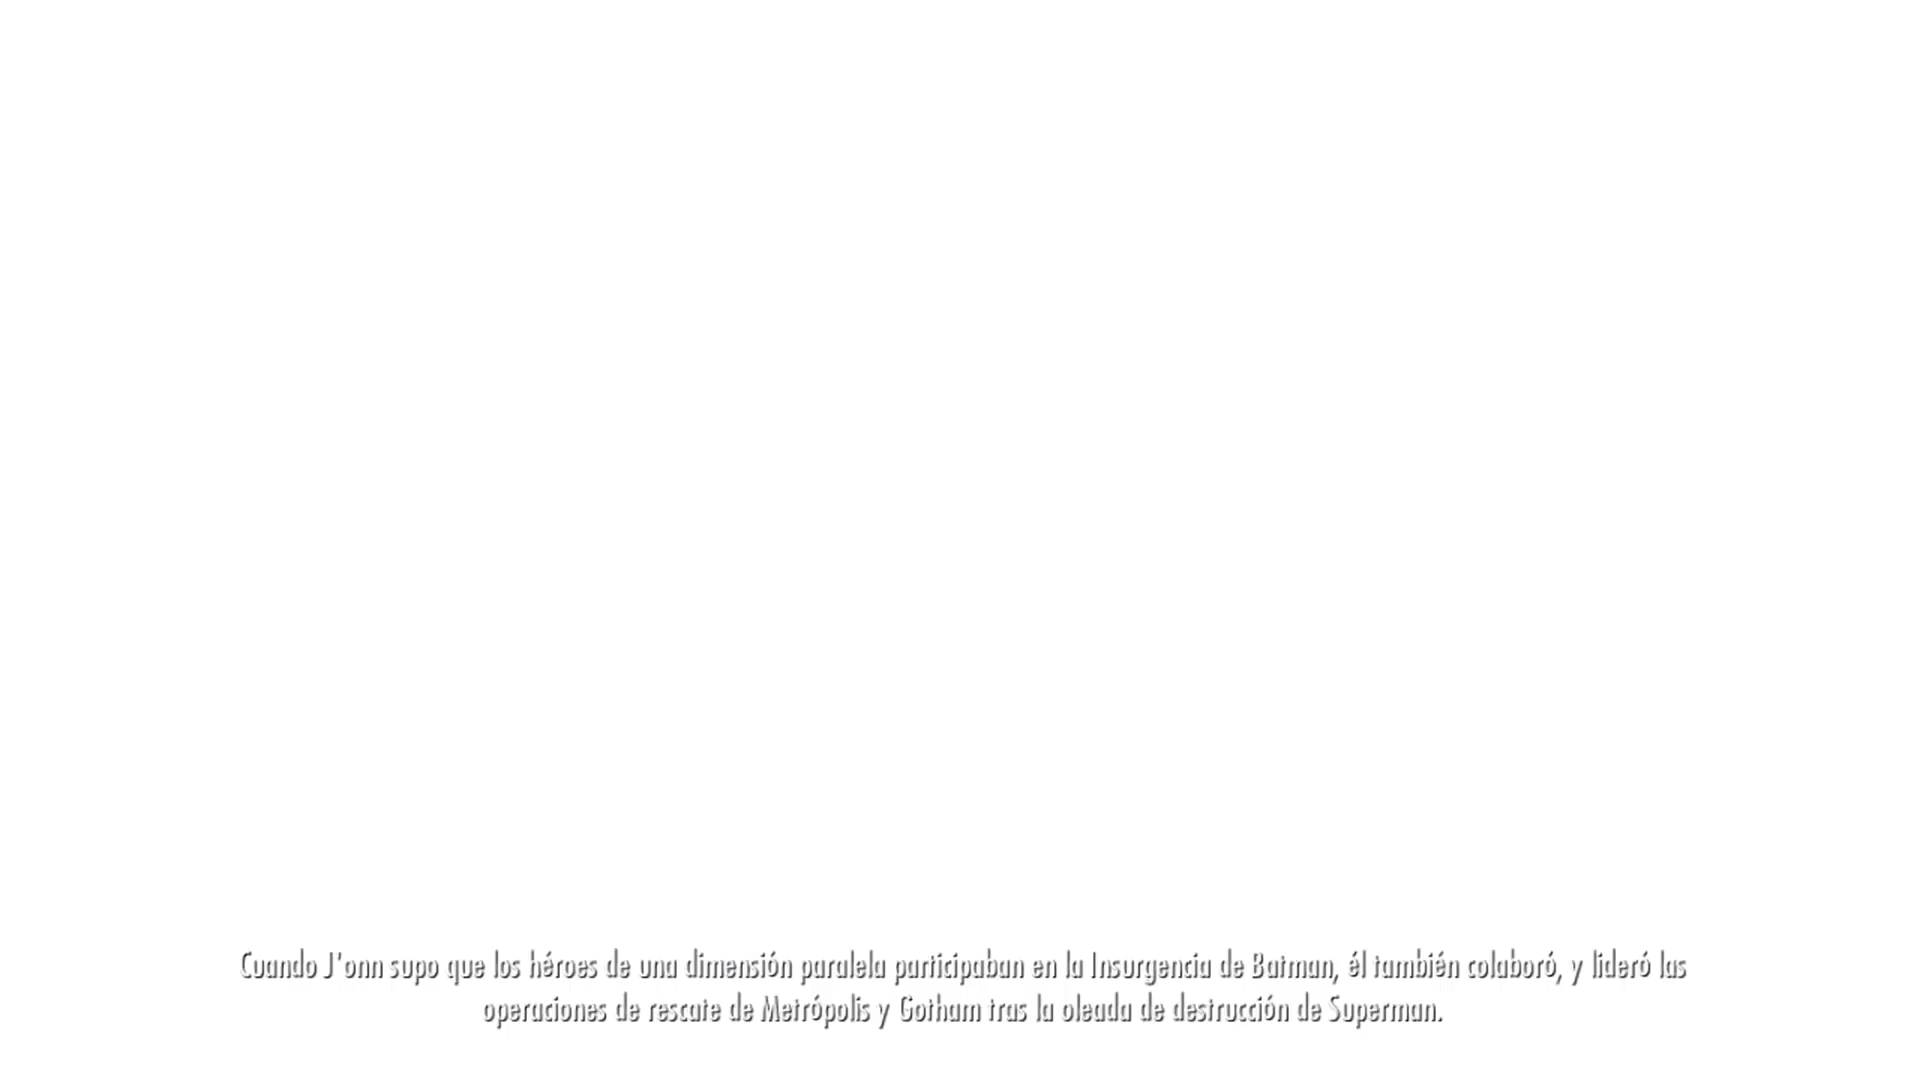 Cuando J'onn supo que los héroes de una dimensión paralela participaban en la Insurgencia de Batman, él también colaboró, y lideró las
operaciones de rescate de Metrópolis y Gotham tras la oleada de destrucción de Superman.